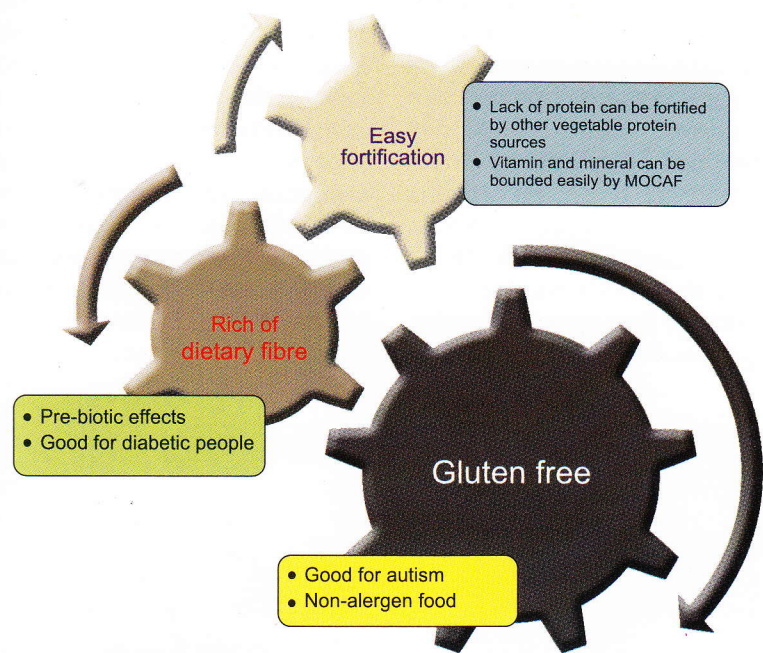 Easy
fortification
• Lack of protein can be fortified
by other vegetable protein
sources
• Vitamin and mineral can be
bounded easily by MOCAF
Rich of
dietary fibre
• Pre-biotic effects
• Good for diabetic people
Gluten free
• Good for autism
• Non-alergen food